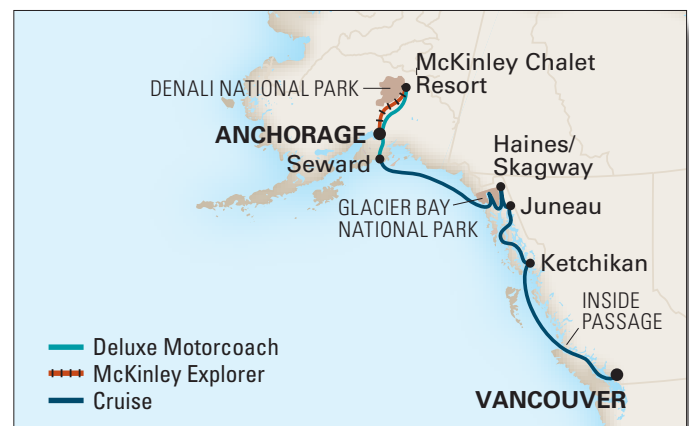 McKinley Chalet
Resort
DENALI NATIONAL PARK
ANCHORAGE
Seward
Haines/
Skagway
GLACIER BAY
NATIONAL PARK
Juneau
Ketchikan
INSIDE
PASSAGE
VANCOUVER
Deluxe Motorcoach
McKinley Explorer
Cruise